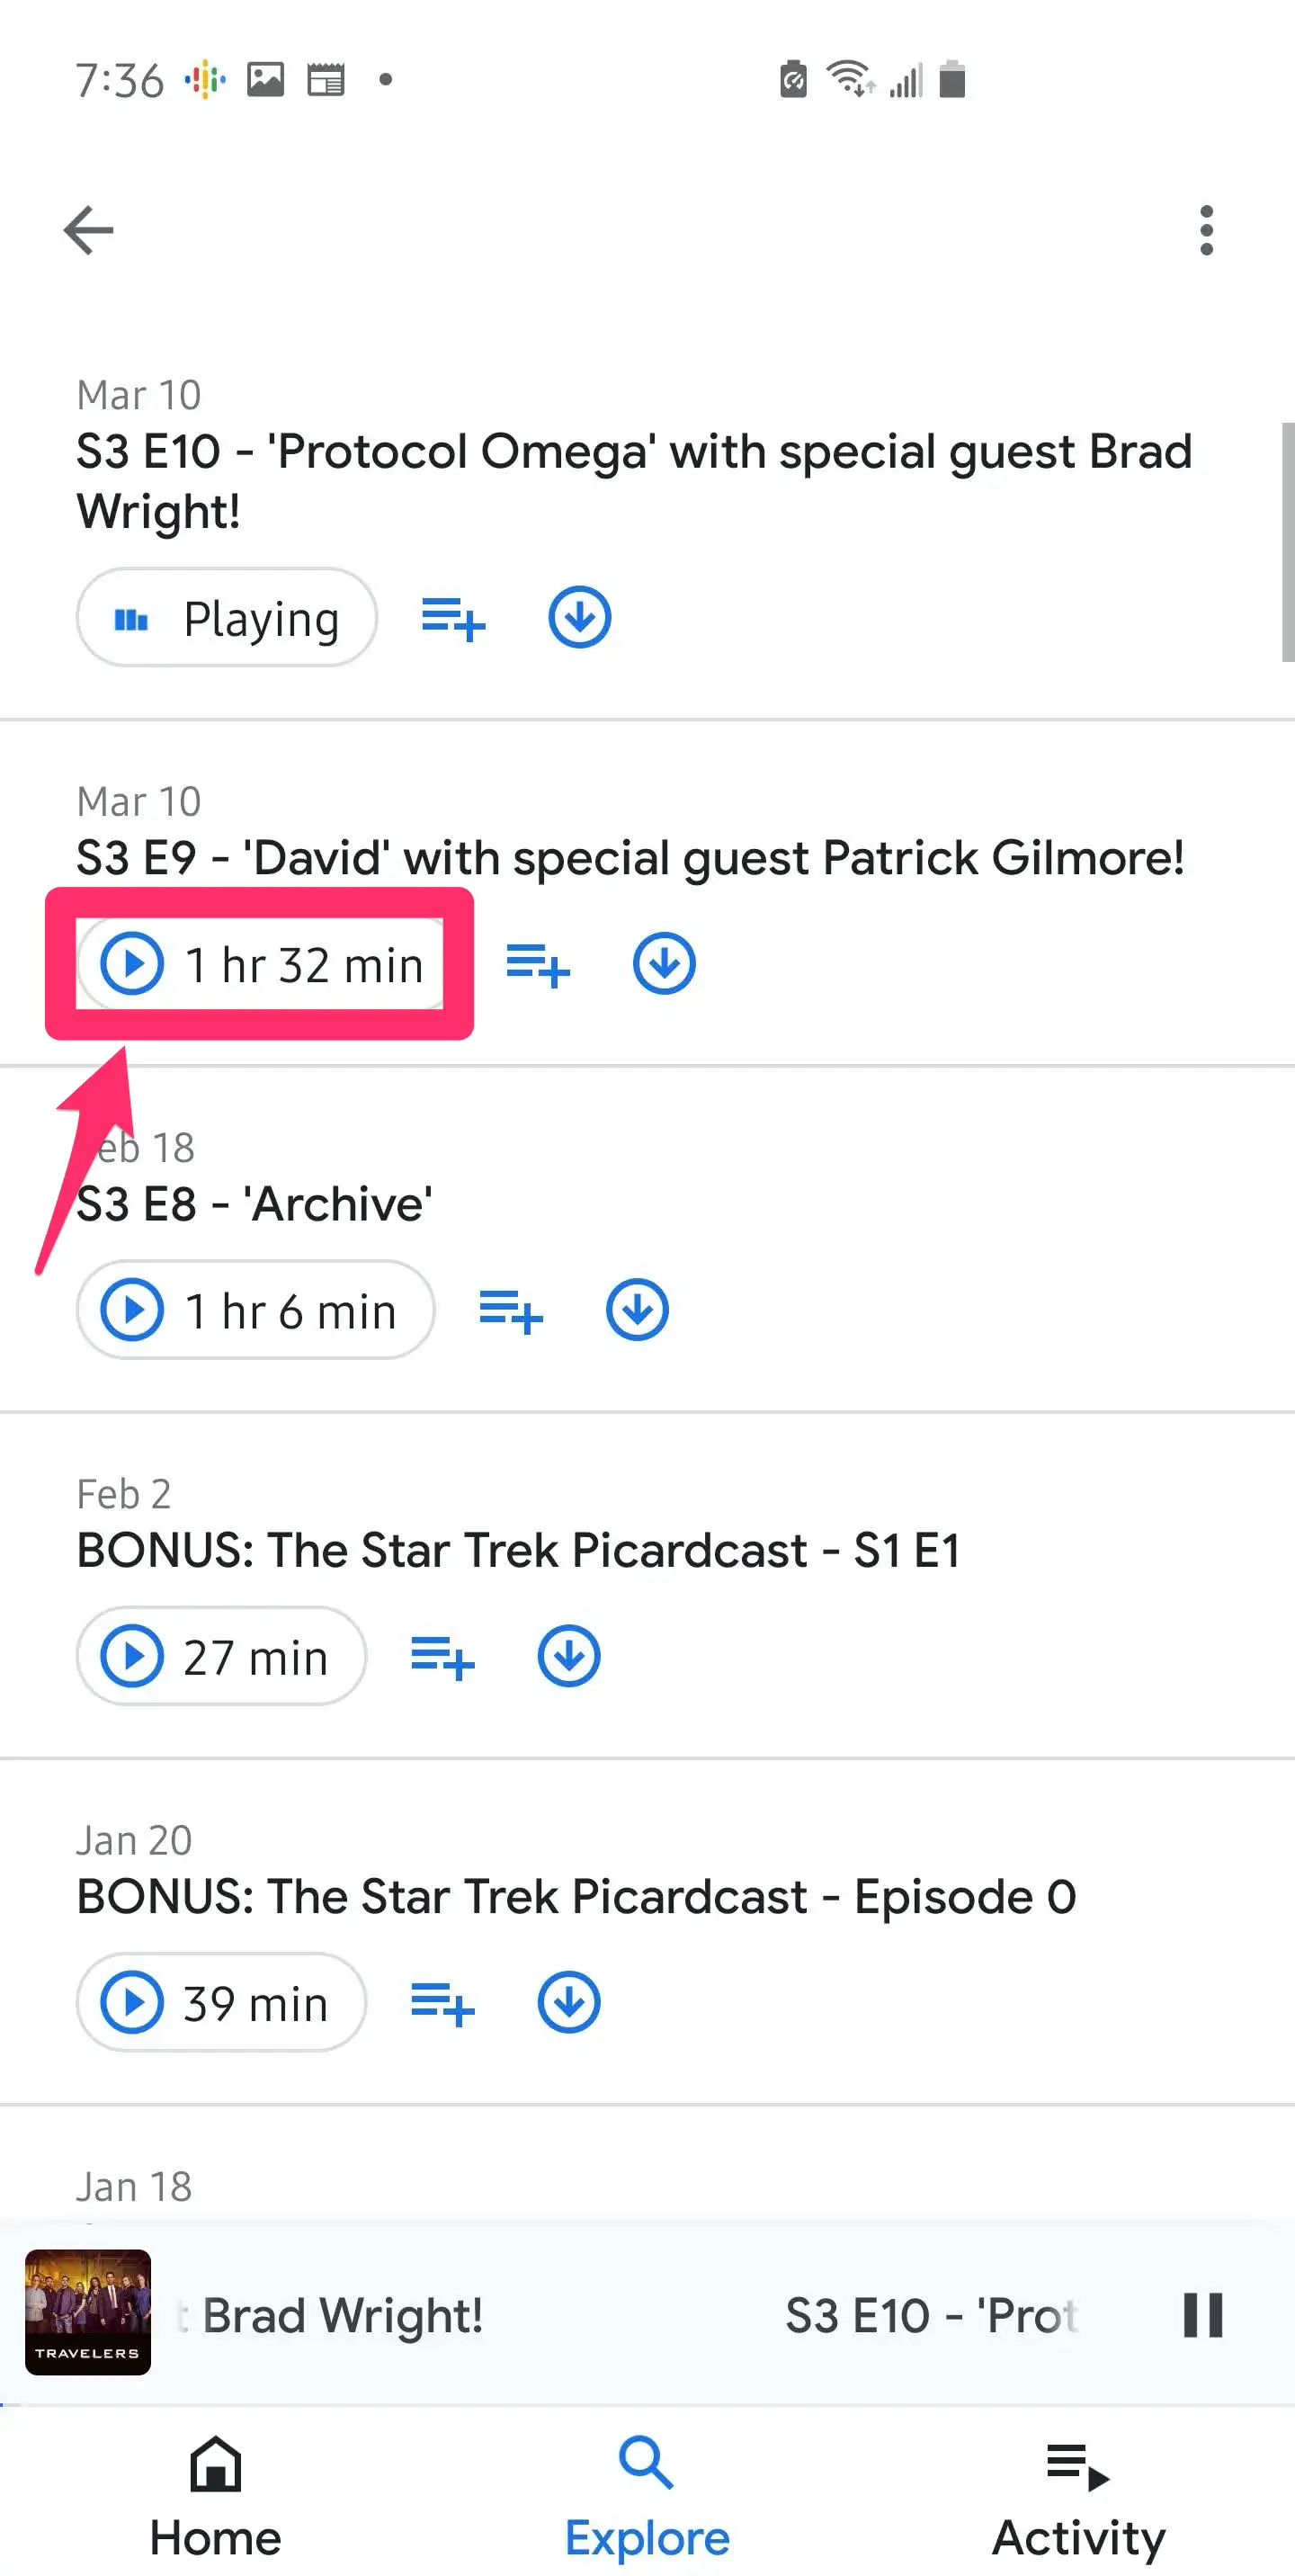 7:36
Mar 10
S3 E10 - 'Protocol Omega' with special guest Brad
Wright!
Playing
Mar 10
S3 E9 - 'David' with special guest Patrick Gilmore!
1 hr 32 min
eb 18
S3 E8 - 'Archive'
1 hr 6 min
Feb 2
BONUS: The Star Trek Picardcast - S1 E1
27 min
Jan 20
BONUS: The Star Trek Picardcast - Episode 0
39 min
Jan 18
TRAVELERS
t Brad Wright! S3 E10 - 'Prot
Home Explore Activity